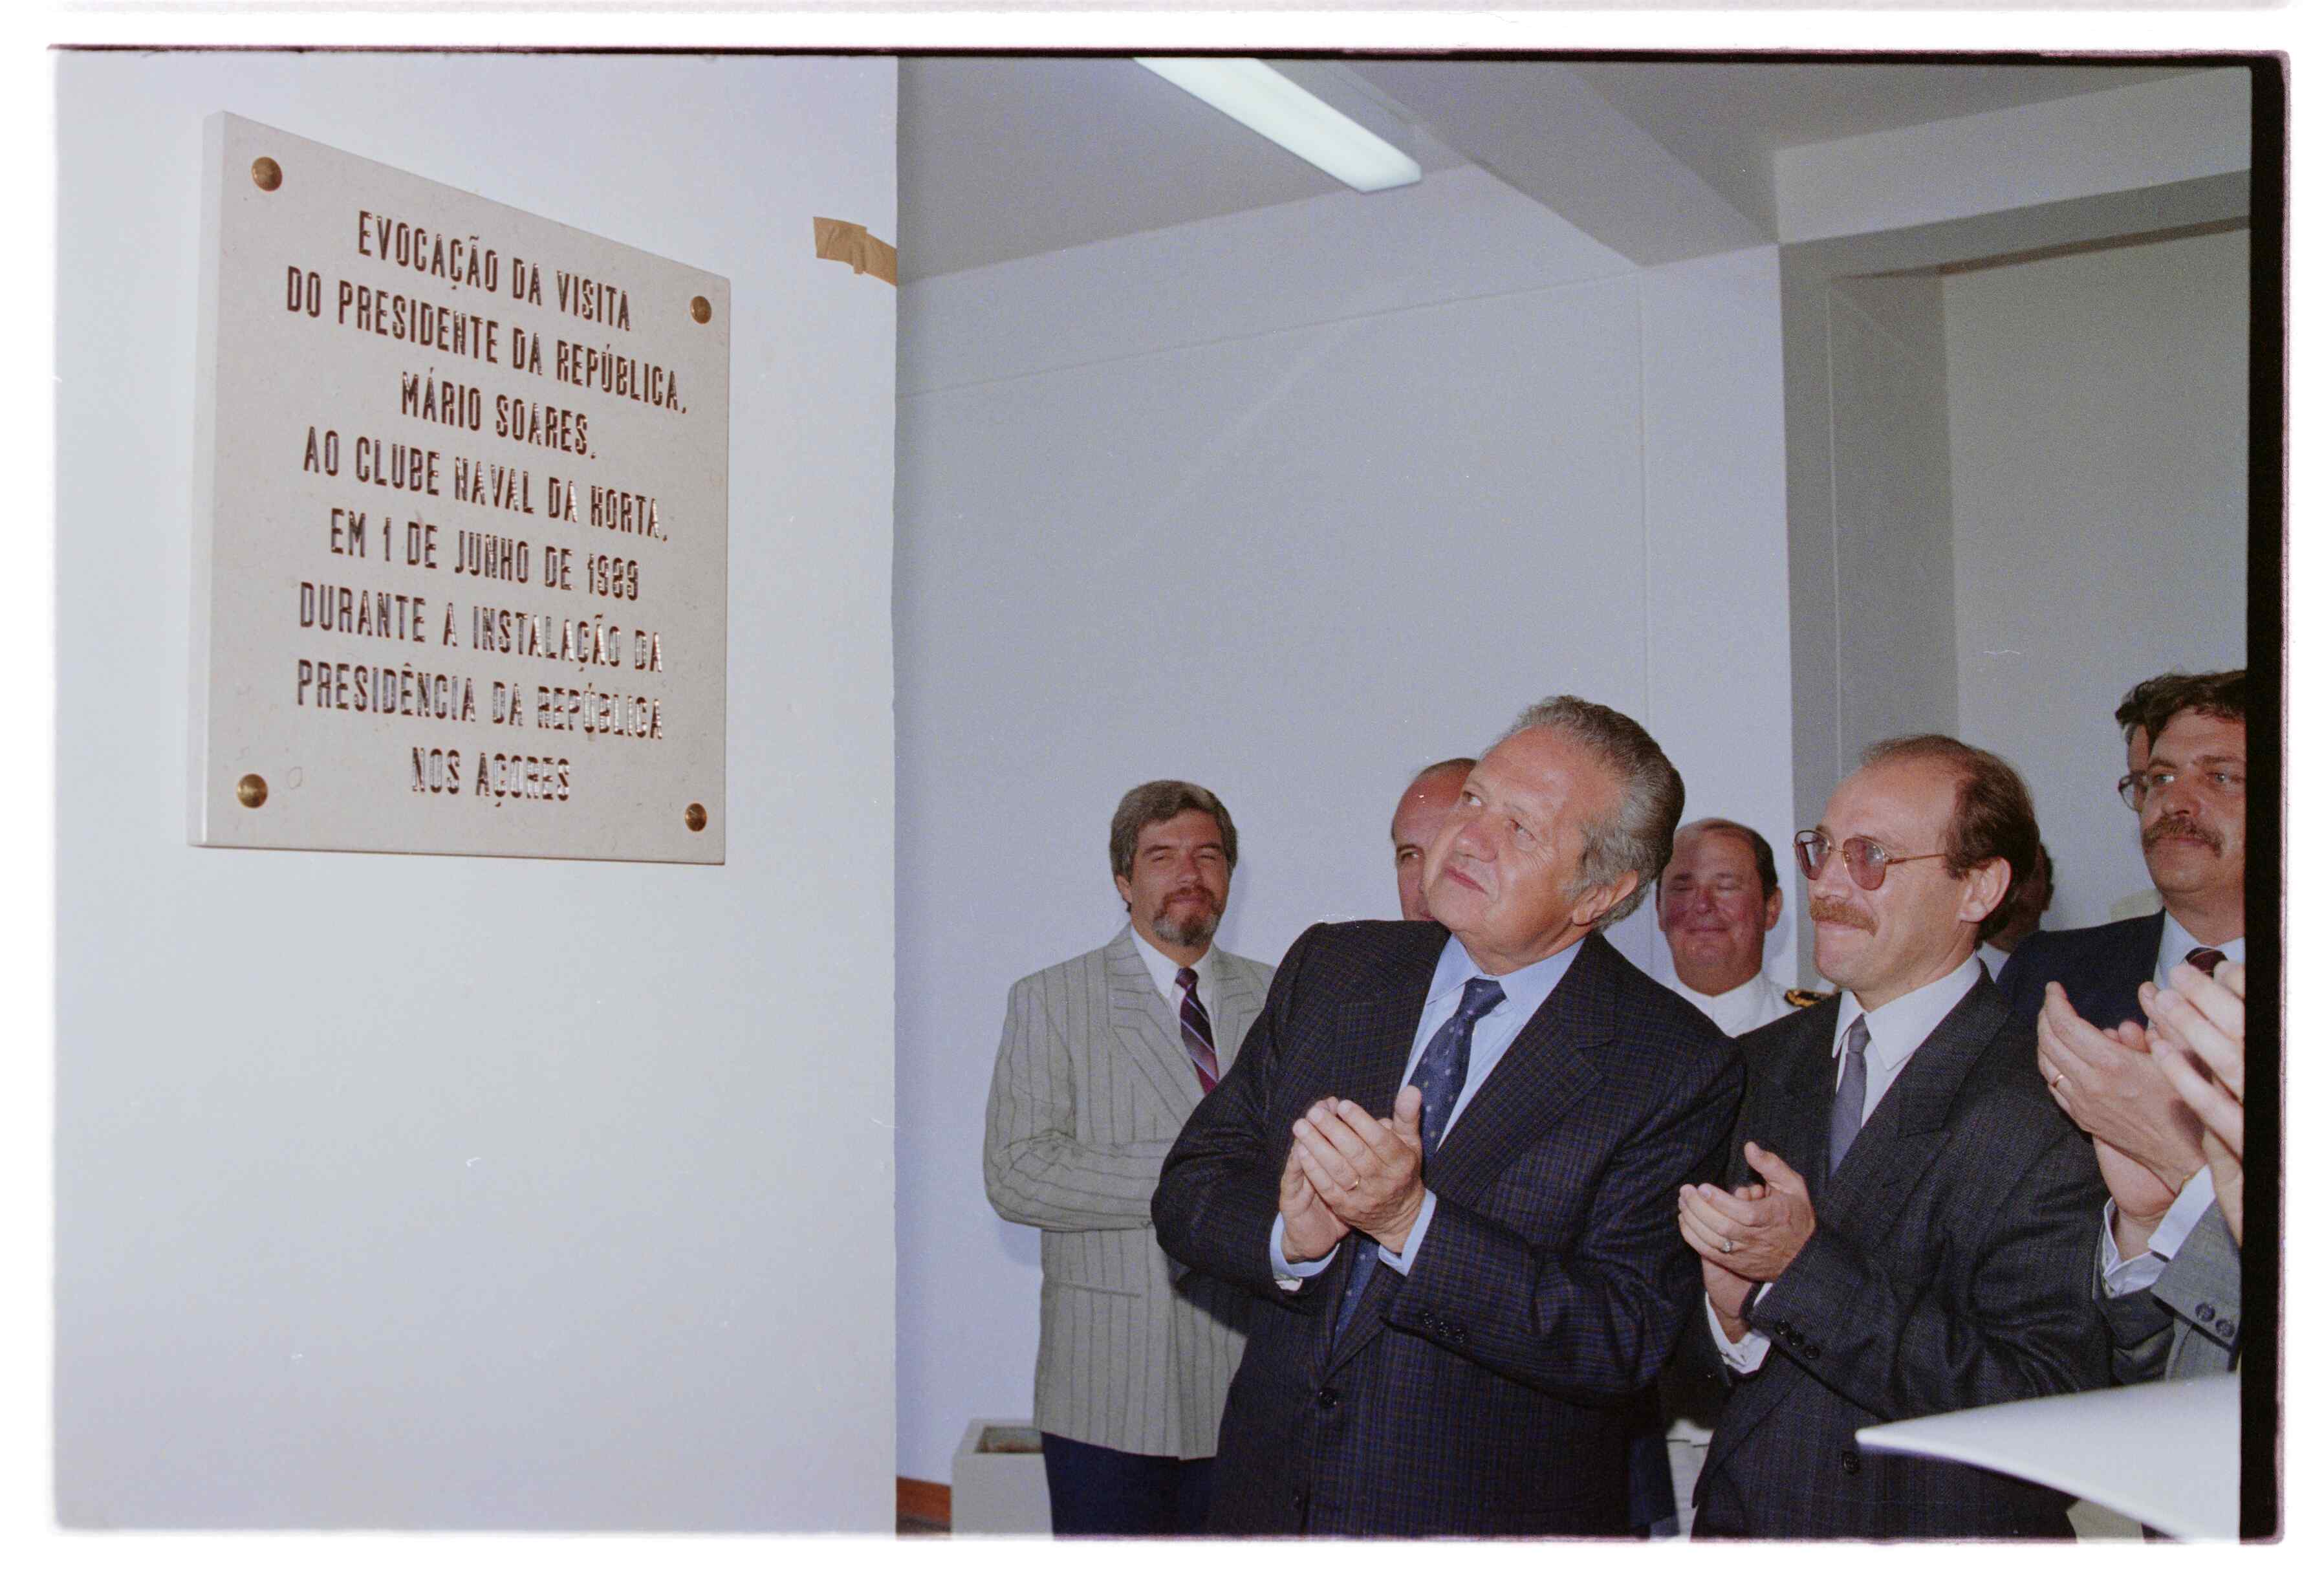 EVOCAÇÃO DA VISITA
DO PRESIDENTE DA REPÚBLICA,
MÁRIO SOARES,
AO CLUBE NAVAL DA HORTA,
EM 1 DE JUNHO DE 1989
DURANTE A INSTALAÇÃO DA
PRESIDÊNCIA DA REPÚBLICA
NOS AÇORES